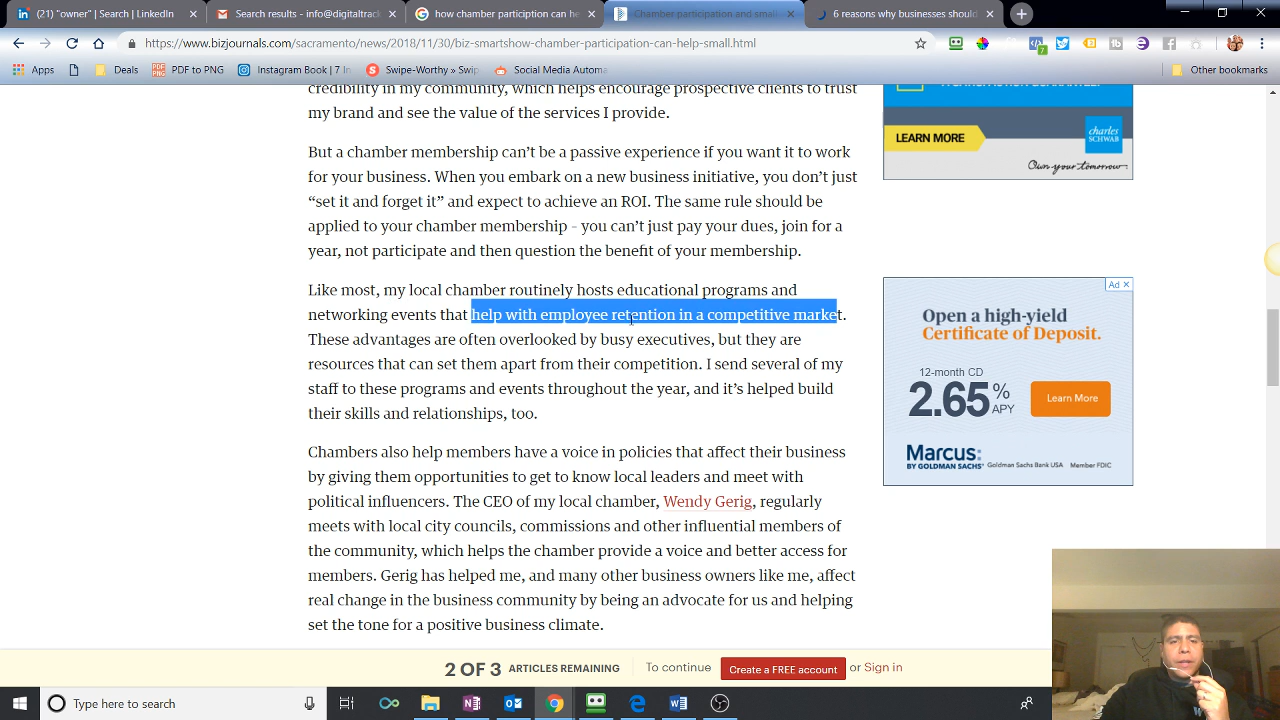 (21) "owner" | Search | LinkedIn
Search results - info@digitaltrack
how chamber particiption can he
Chamber participation and smal
6 reasons why businesses should
https://www.bizjournals.com/sacramento/news/2018/11/30/biz-smartshow-chamber-participation-can-help-small.html
7
Apps
Deals
PDF to PNG
Instagram Book | 7 In
Swipe-Worthy » Swip
Social Media Automa
Other bookmarks
credibility in my community, which helps encourage prospective clients to trust
my brand and see the value of the services I provide.
But a chamber membership can’t be a passive experience if you want it to work
for your business. When you embark on a new business initiative, you don’t just
“set it and forget it” and expect to achieve an ROI. The same rule should be
applied to your chamber membership – you can’t just pay your dues, join for a
year, not participate and then question the benefit of your membership.
Like most, my local chamber routinely hosts educational programs and
networking events that help with employee retention in a competitive market.
These advantages are often overlooked by busy executives, but they are
resources that can set them apart from their competition. I send several of my
staff to these programs and events throughout the year, and it’s helped build
their skills and relationships, too.
Chambers also help members have a voice in policies that affect their business
by giving them opportunities to get to know local leaders and meet with
political influencers. The CEO of my local chamber, Wendy Gerig, regularly
meets with local city councils, commissions and other influential members of
the community, which helps the chamber provide a voice and better access for
members. Gerig has helped me, and many other business owners like me, affect
real change in the business community by being an advocate for us and helping
set the tone for a positive business climate.
LEARN MORE
charles
SCHWAB
Own your tomorrow.
Ad
Open a high-yield
Certificate of Deposit.
12-month CD
2.65% APY
Learn More
Marcus:
BY GOLDMAN SACHS
Goldman Sachs Bank USA Member FDIC
2 OF 3 ARTICLES REMAINING To continue Create a FREE account or Sign in
Type here to search